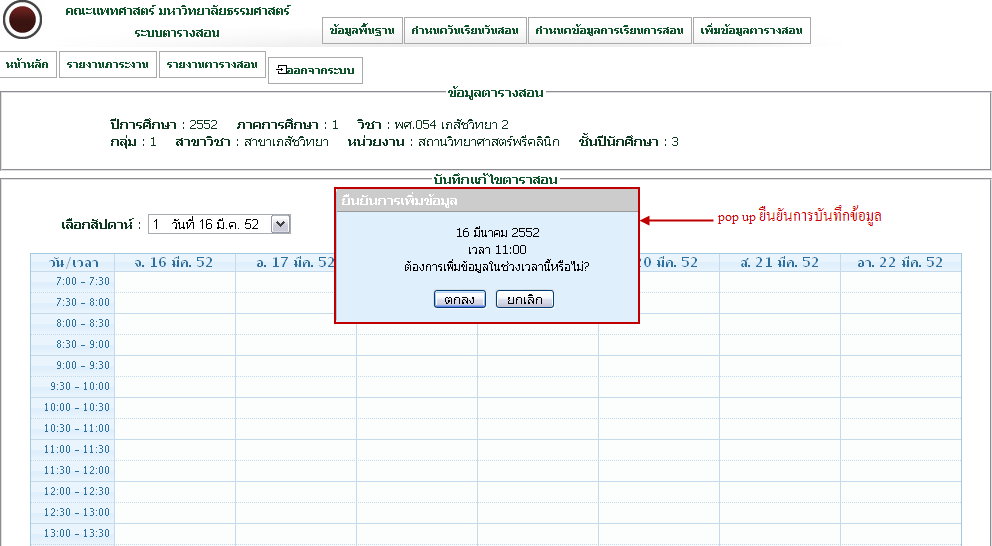 คณะแพทศาสตร์ มหาวิทยาลัยธรรมศาสตร์
ระบบตารางสอน
ข้อมูลพื้นฐาน กำหนดวันเรียนวันสอน กำหนดข้อมูลการเรียนการสอน เพิ่มข้อมูลตารางสอน
หน้าหลัก รายงานภาระงาน รายงานตารางสอน ออกจากระบบ
ข้อมูลตารางสอน
ปีการศึกษา : 2552 ภาคการศึกษา : 1 วิชา : พศ.054 เภสัชวิทยา 2
กลุ่ม : 1 สาขาวิชา : สาขาเภสัชวิทยา หน่วยงาน : สถานวิทยาศาสตร์พรีคลินิก ชั้นปีนักศึกษา : 3
บันทึกแก้ไขตาราสอน
เลือกสัปดาห์ : 1 วันที่ 16 มี.ค. 52
ยืนยันการเพิ่มข้อมูล
16 มีนาคม 2552
เวลา 11:00
ต้องการเพิ่มข้อมูลในช่วงเวลานี้หรือไม่?
ตกลง ยกเลิก
pop up ยืนยันการบันทึกข้อมูล
วัน/เวลา จ. 16 มีค. 52 อ. 17 มีค. 52 20 มีค. 52 ส. 21 มีค. 52 อา. 22 มีค. 52
7:00 - 7:30
7:30 - 8:00
8:00 - 8:30
8:30 - 9:00
9:00 - 9:30
9:30 - 10:00
10:00 - 10:30
10:30 - 11:00
11:00 - 11:30
11:30 - 12:00
12:00 - 12:30
12:30 - 13:00
13:00 - 13:30